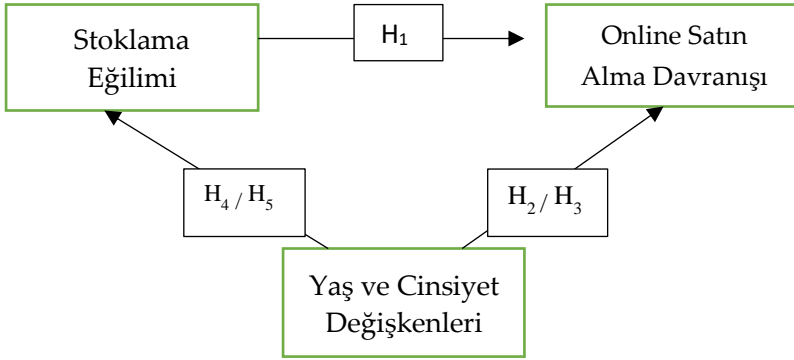 Stoklama
Eğilimi
H₁
Online Satın
Alma Davranışı
H₄ / H₅
H₂ / H₃
Yaş ve Cinsiyet
Değişkenleri